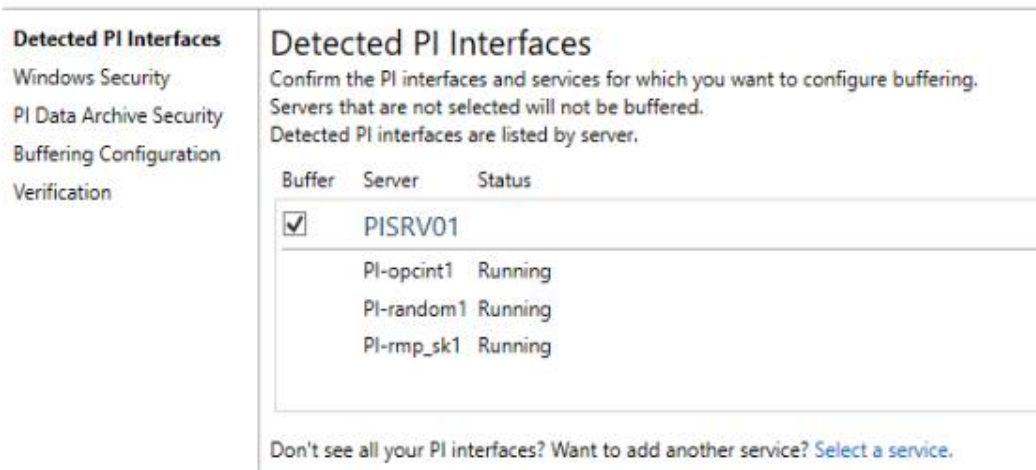 Detected PI Interfaces
Windows Security
PI Data Archive Security
Buffering Configuration
Verification
Detected PI Interfaces
Confirm the PI interfaces and services for which you want to configure buffering.
Servers that are not selected will not be buffered.
Detected PI interfaces are listed by server.
Buffer Server Status
PISRV01
PI-opcint1 Running
PI-random1 Running
PI-rmp_sk1 Running
Don't see all your PI interfaces? Want to add another service? Select a service.